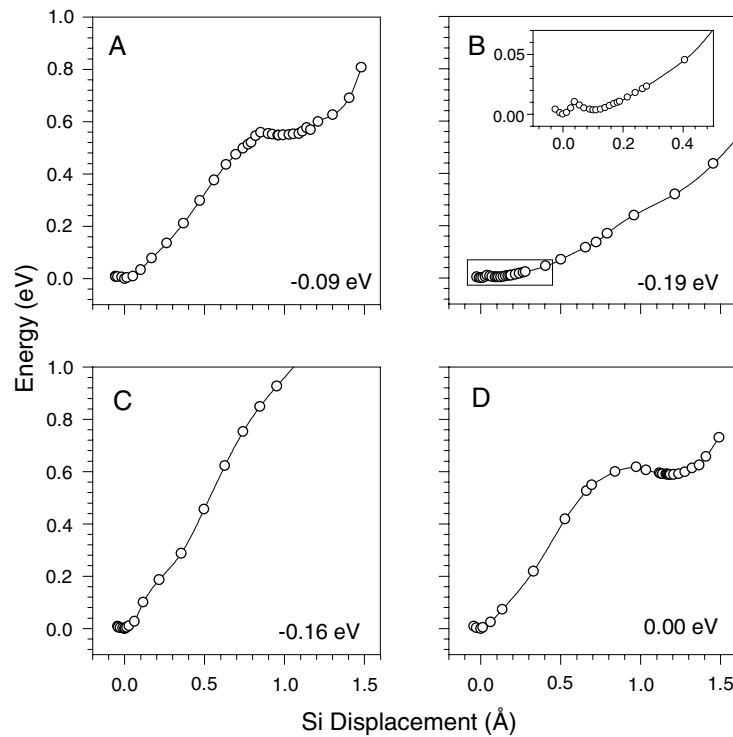 A
1.0
0.8
0.6
0.4
0.2
0.0
-0.09 eV
B
0.05
0.00
0.0 0.2 0.4
-0.19 eV
Energy (eV)
C
1.0
0.8
0.6
0.4
0.2
0.0
-0.16 eV
0.0 0.5 1.0 1.5
D
0.00 eV
0.0 0.5 1.0 1.5
Si Displacement (Å)